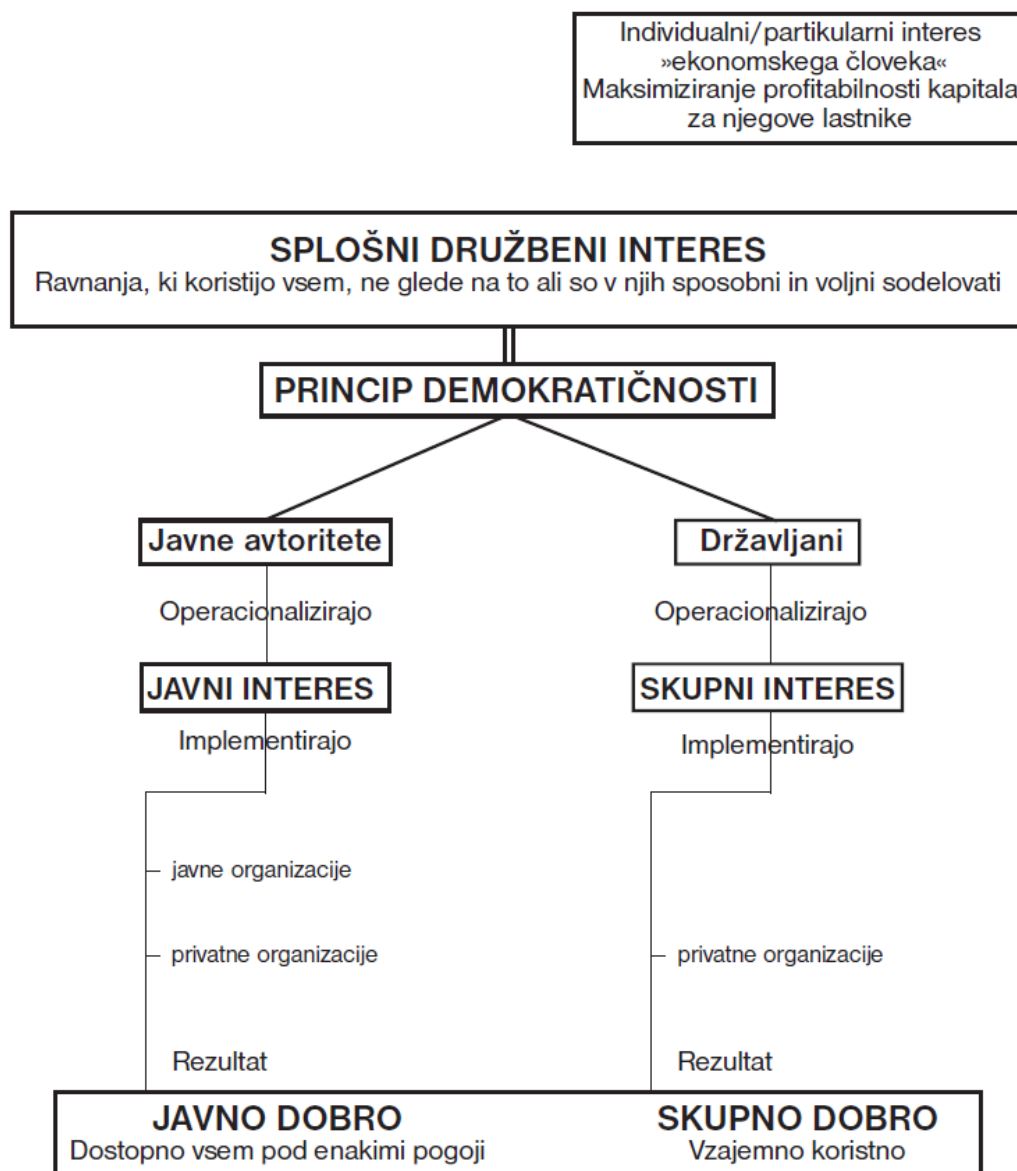 Individualni/partikularni interes
»ekonomskega človeka«
Maksimiziranje profitabilnosti kapitala
za njegove lastnike
SPLOŠNI DRUŽBENI INTERES
Ravnanja, ki koristijo vsem, ne glede na to ali so v njih sposobni in voljni sodelovati
PRINCIP DEMOKRATIČNOSTI
Javne avtoritete
Državljani
Operacionalizirajo
Operacionalizirajo
JAVNI INTERES
SKUPNI INTERES
Implementirajo
Implementirajo
javne organizacije
privatne organizacije
privatne organizacije
Rezultat
Rezultat
JAVNO DOBRO
SKUPNO DOBRO
Dostopno vsem pod enakimi pogoji
Vzajemno koristno